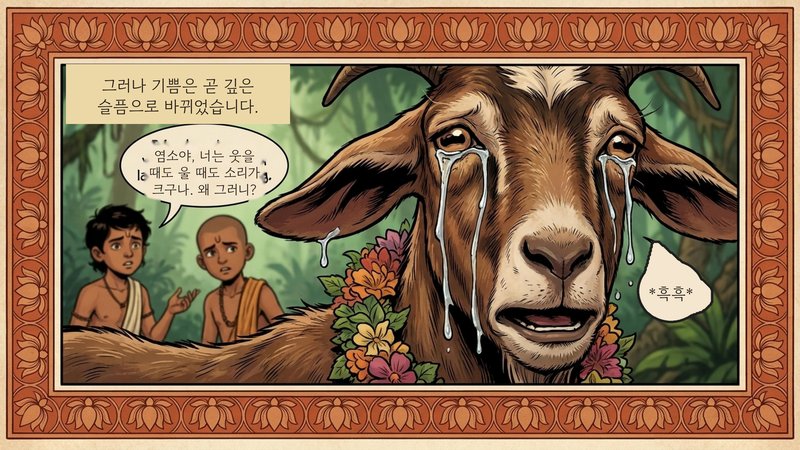 그러나 기쁨은 곧 깊은
슬픔으로 바뀌었습니다.
염소야, 너는 웃을
때도 울 때도 소리가
크구나. 왜 그러니?
*흑흑*